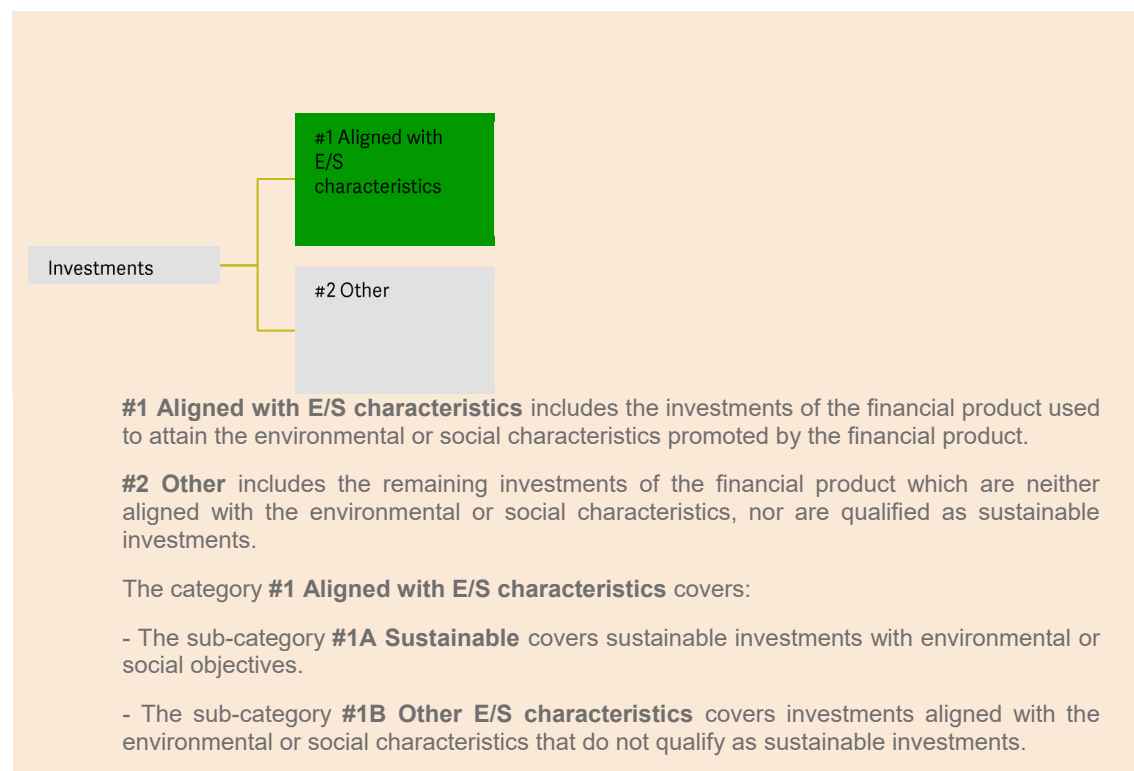 #1 Aligned with
E/S
characteristics
Investments
#2 Other
#1 Aligned with E/S characteristics includes the investments of the financial product used
to attain the environmental or social characteristics promoted by the financial product.
#2 Other includes the remaining investments of the financial product which are neither
aligned with the environmental or social characteristics, nor are qualified as sustainable
investments.
The category #1 Aligned with E/S characteristics covers:
- The sub-category #1A Sustainable covers sustainable investments with environmental or
social objectives.
- The sub-category #1B Other E/S characteristics covers investments aligned with the
environmental or social characteristics that do not qualify as sustainable investments.